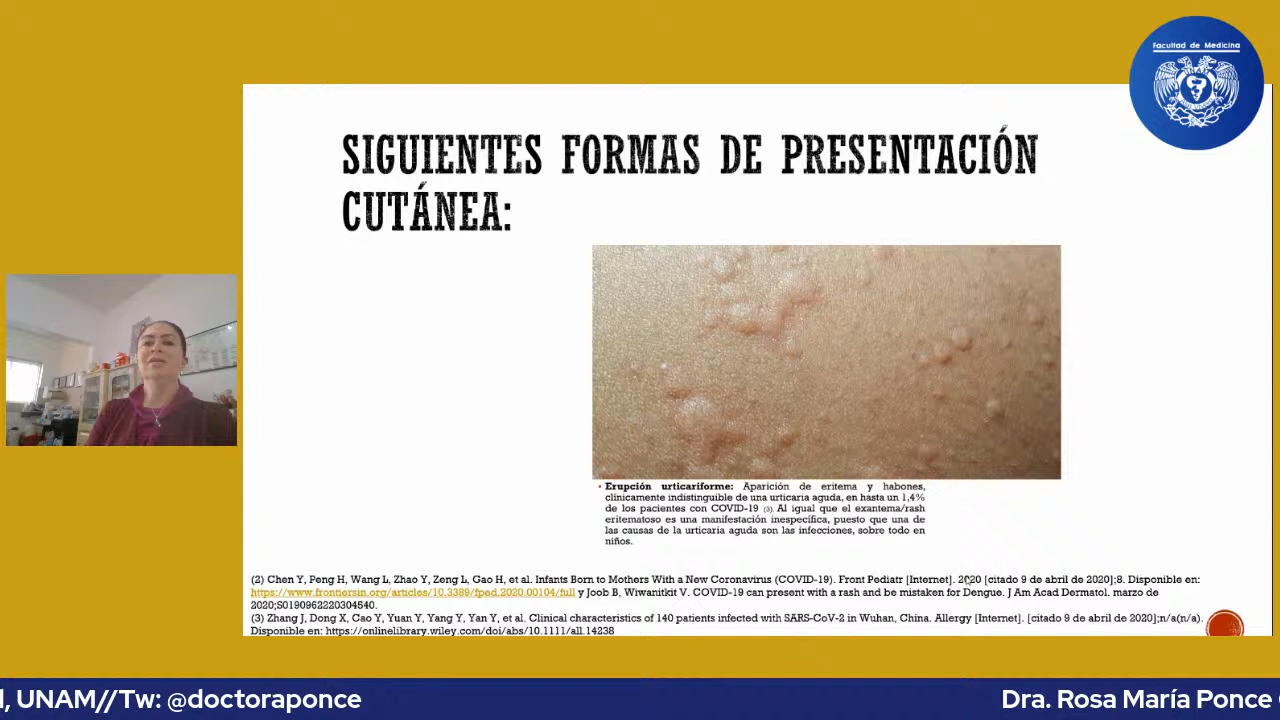 Facultad de Medicina
SIGUIENTES FORMAS DE PRESENTACIÓN
CUTÁNEA:
• Erupción urticariforme: Aparición de eritema y habones,
clínicamente indistinguible de una urticaria aguda, en hasta un 1,4%
de los pacientes con COVID-19 (3). Al igual que el exantema/rash
eritematoso es una manifestación inespecífica, puesto que una de
las causas de la urticaria aguda son las infecciones, sobre todo en
niños.
(2) Chen Y, Peng H, Wang L, Zhao Y, Zeng L, Gao H, et al. Infants Born to Mothers With a New Coronavirus (COVID-19). Front Pediatr [Internet]. 2020 [citado 9 de abril de 2020];8. Disponible en:
https://www.frontiersin.org/articles/10.3389/fped.2020.00104/full y Joob B, Wiwanitkit V. COVID-19 can present with a rash and be mistaken for Dengue. J Am Acad Dermatol. marzo de
2020;S0190962220304540.
(3) Zhang J, Dong X, Cao Y, Yuan Y, Yang Y, Yan Y, et al. Clinical characteristics of 140 patients infected with SARS-CoV-2 in Wuhan, China. Allergy [Internet]. [citado 9 de abril de 2020];n/a(n/a).
Disponible en: https://onlinelibrary.wiley.com/doi/abs/10.1111/all.14238
, UNAM//Tw: @doctoraponce
Dra. Rosa María Ponce